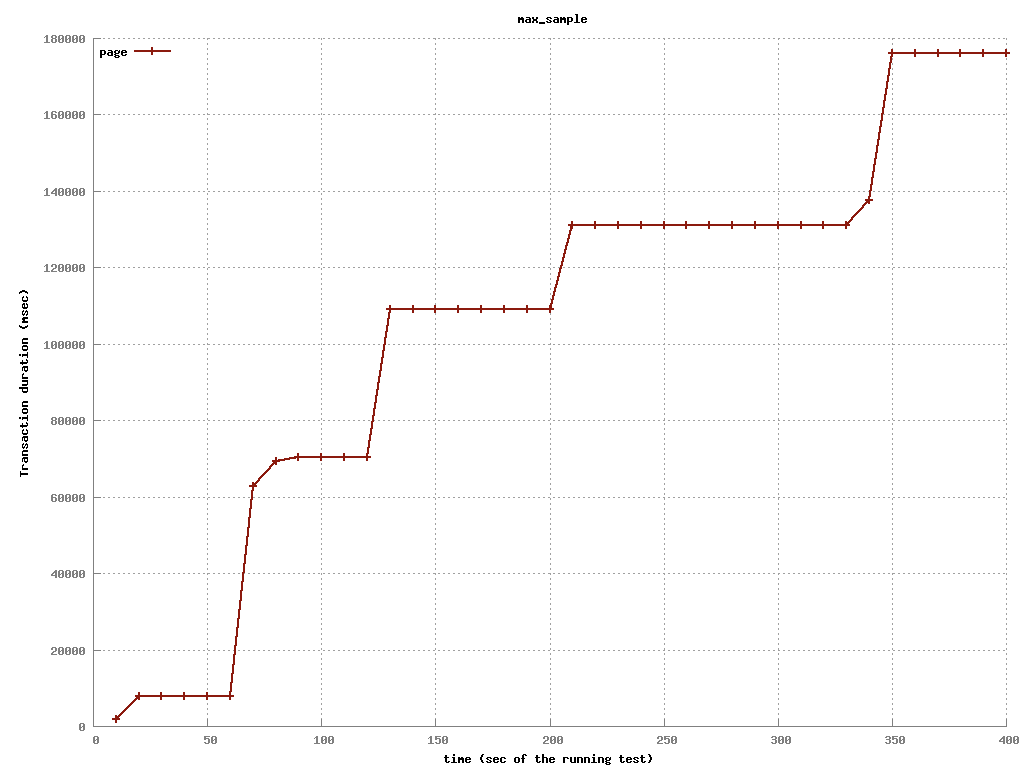 max_sample
page
180000
160000
140000
120000
100000
80000
60000
40000
20000
0
Transaction duration (msec)
0 50 100 150 200 250 300 350 400
time (sec of the running test)